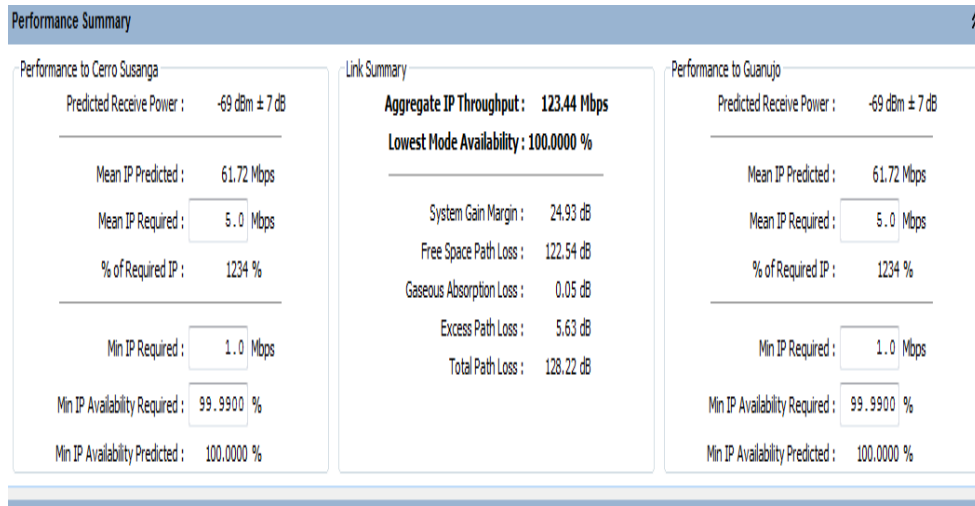 Performance Summary
Performance to Cerro Susanga
Predicted Receive Power : -69 dBm ± 7 dB
Mean IP Predicted : 61.72 Mbps
Mean IP Required : 5.0 Mbps
% of Required IP : 1234 %
Min IP Required : 1.0 Mbps
Min IP Availability Required : 99.9900 %
Min IP Availability Predicted : 100.0000 %
Link Summary
Aggregate IP Throughput : 123.44 Mbps
Lowest Mode Availability : 100.0000 %
System Gain Margin : 24.93 dB
Free Space Path Loss : 122.54 dB
Gaseous Absorption Loss : 0.05 dB
Excess Path Loss : 5.63 dB
Total Path Loss : 128.22 dB
Performance to Guanujo
Predicted Receive Power : -69 dBm ± 7 dB
Mean IP Predicted : 61.72 Mbps
Mean IP Required : 5.0 Mbps
% of Required IP : 1234 %
Min IP Required : 1.0 Mbps
Min IP Availability Required : 99.9900 %
Min IP Availability Predicted : 100.0000 %